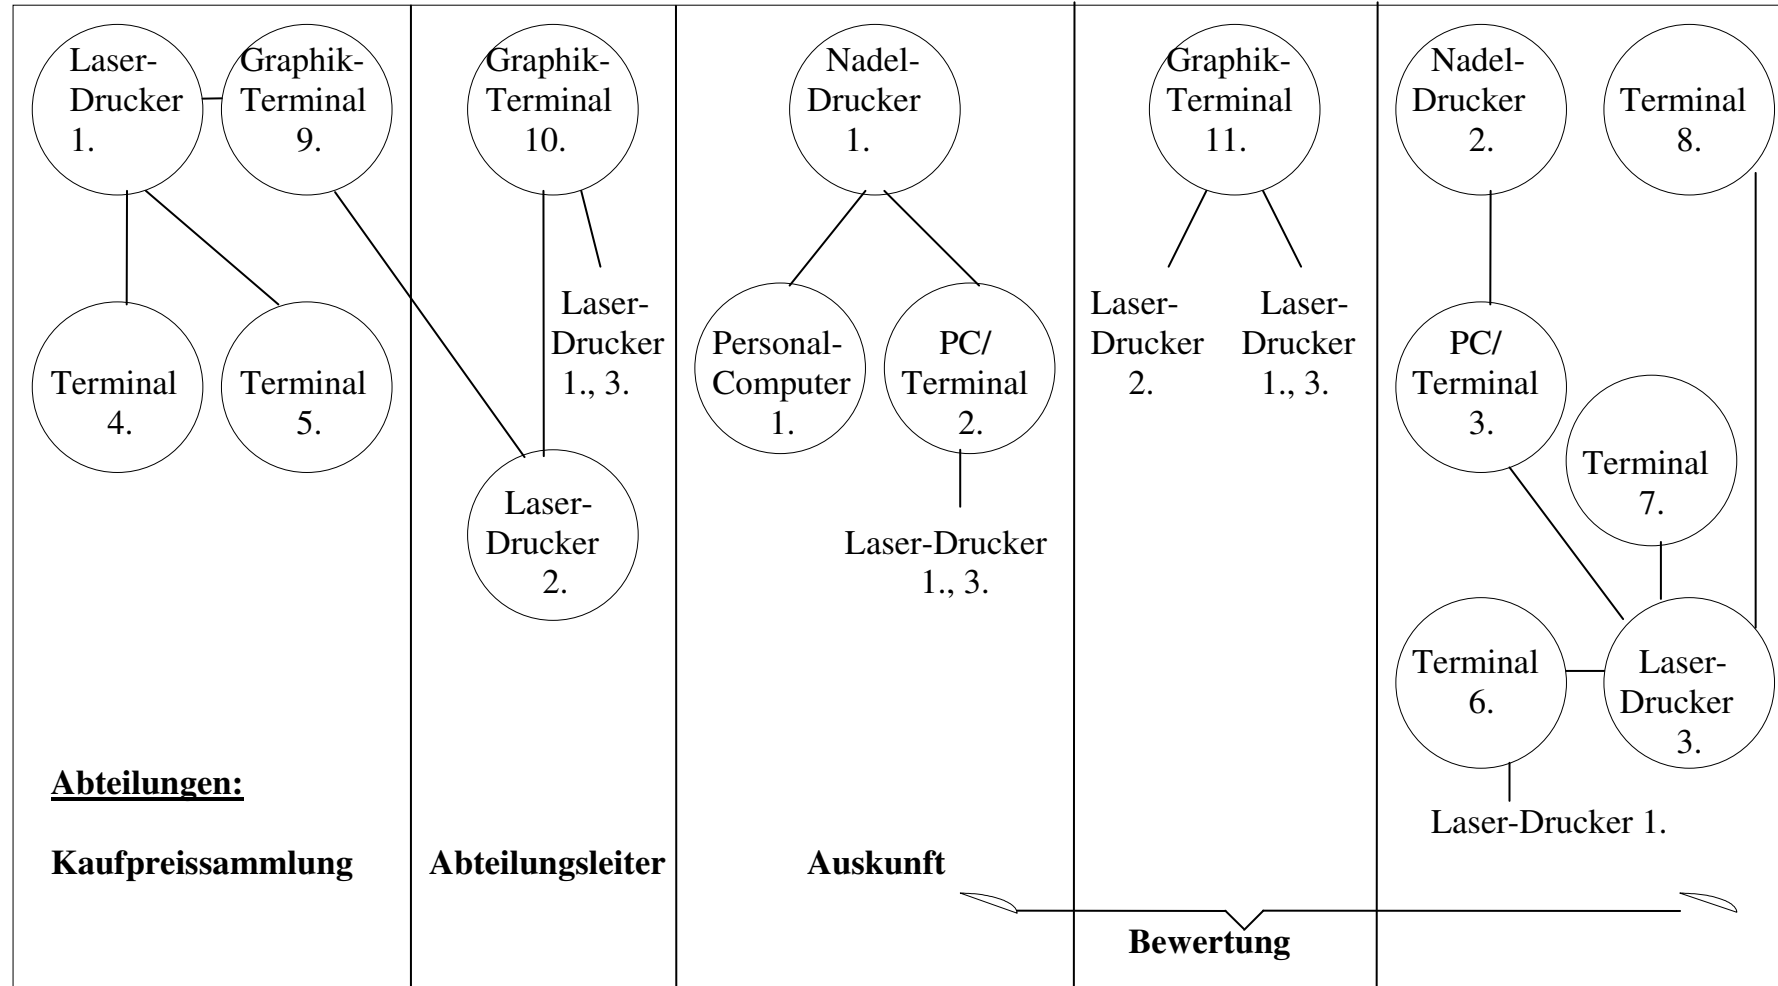 Laser-
Drucker
1.
Graphik-
Terminal
9.
Terminal
4.
Terminal
5.
Graphik-
Terminal
10.
Laser-
Drucker
1., 3.
Laser-
Drucker
2.
Nadel-
Drucker
1.
Personal-
Computer
1.
PC/
Terminal
2.
Laser-Drucker
1., 3.
Graphik-
Terminal
11.
Laser-
Drucker
2.
Laser-
Drucker
1., 3.
Nadel-
Drucker
2.
Terminal
8.
PC/
Terminal
3.
Terminal
7.
Terminal
6.
Laser-
Drucker
3.
Laser-Drucker 1.
Abteilungen:
Kaufpreissammlung
Abteilungsleiter
Auskunft
Bewertung